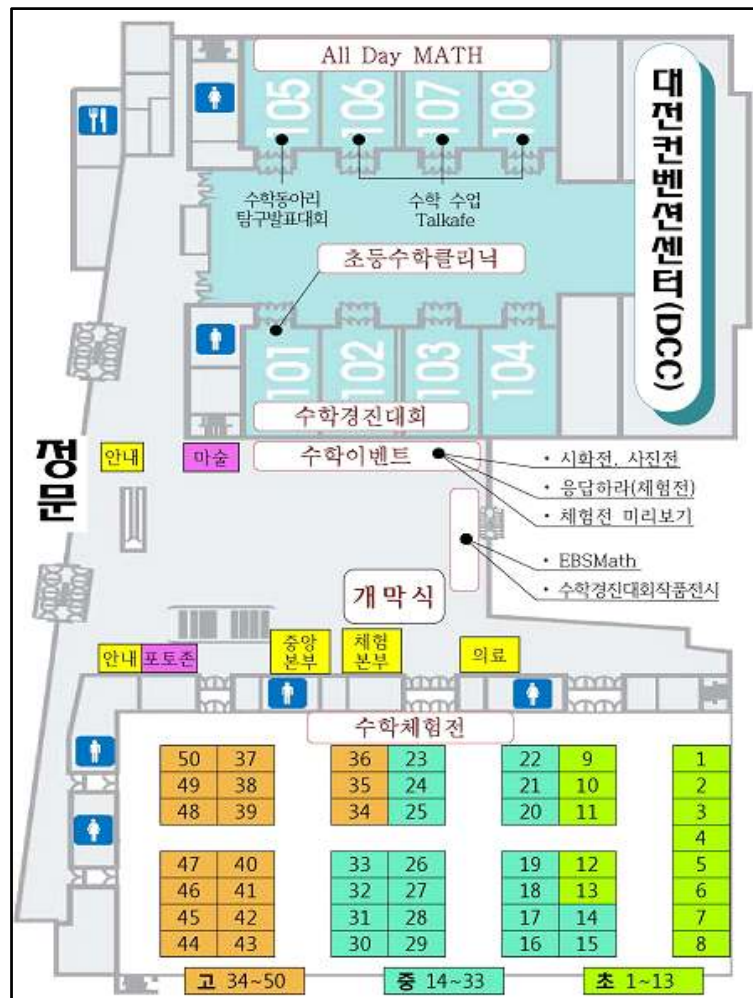 All Day MATH
105 106 107 108
수학동아리
탐구발표대회
수학 수업
Talkafe
초등수학클리닉
101 102 103 104
수학경진대회
대전컨벤션센터(DCC)
정문
안내
마술
수학이벤트
• 시화전, 사진전
• 응답하라(체험전)
• 체험전 미리보기
• EBSMath
• 수학경진대회작품전시
개막식
안내
포토존
중앙
본부
체험
본부
의료
수학체험전
50 37 36 23 22 9 1
49 38 35 24 21 10 2
48 39 34 25 20 11 3
4
47 40 33 26 19 12 5
46 41 32 27 18 13 6
45 42 31 28 17 14 7
44 43 30 29 16 15 8
고 34~50
중 14~33
초 1~13